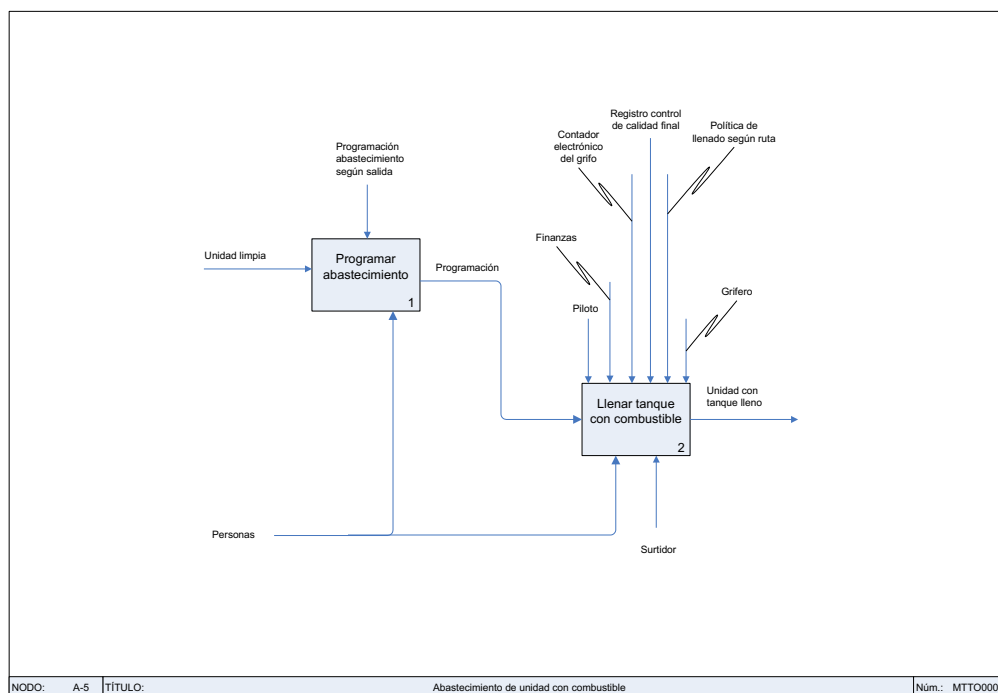 Registro control
de calidad final
Contador
electrónico
del grifo
Política de
llenado según ruta
Programación
abastecimiento
según salida
Finanzas
Unidad limpia
Programar
abastecimiento
1
Programación
Grifero
Piloto
Llenar tanque
con combustible
2
Unidad con
tanque lleno
Personas
Surtidor
NODO: A-5 TÍTULO: Abastecimiento de unidad con combustible Núm.: MTTO000